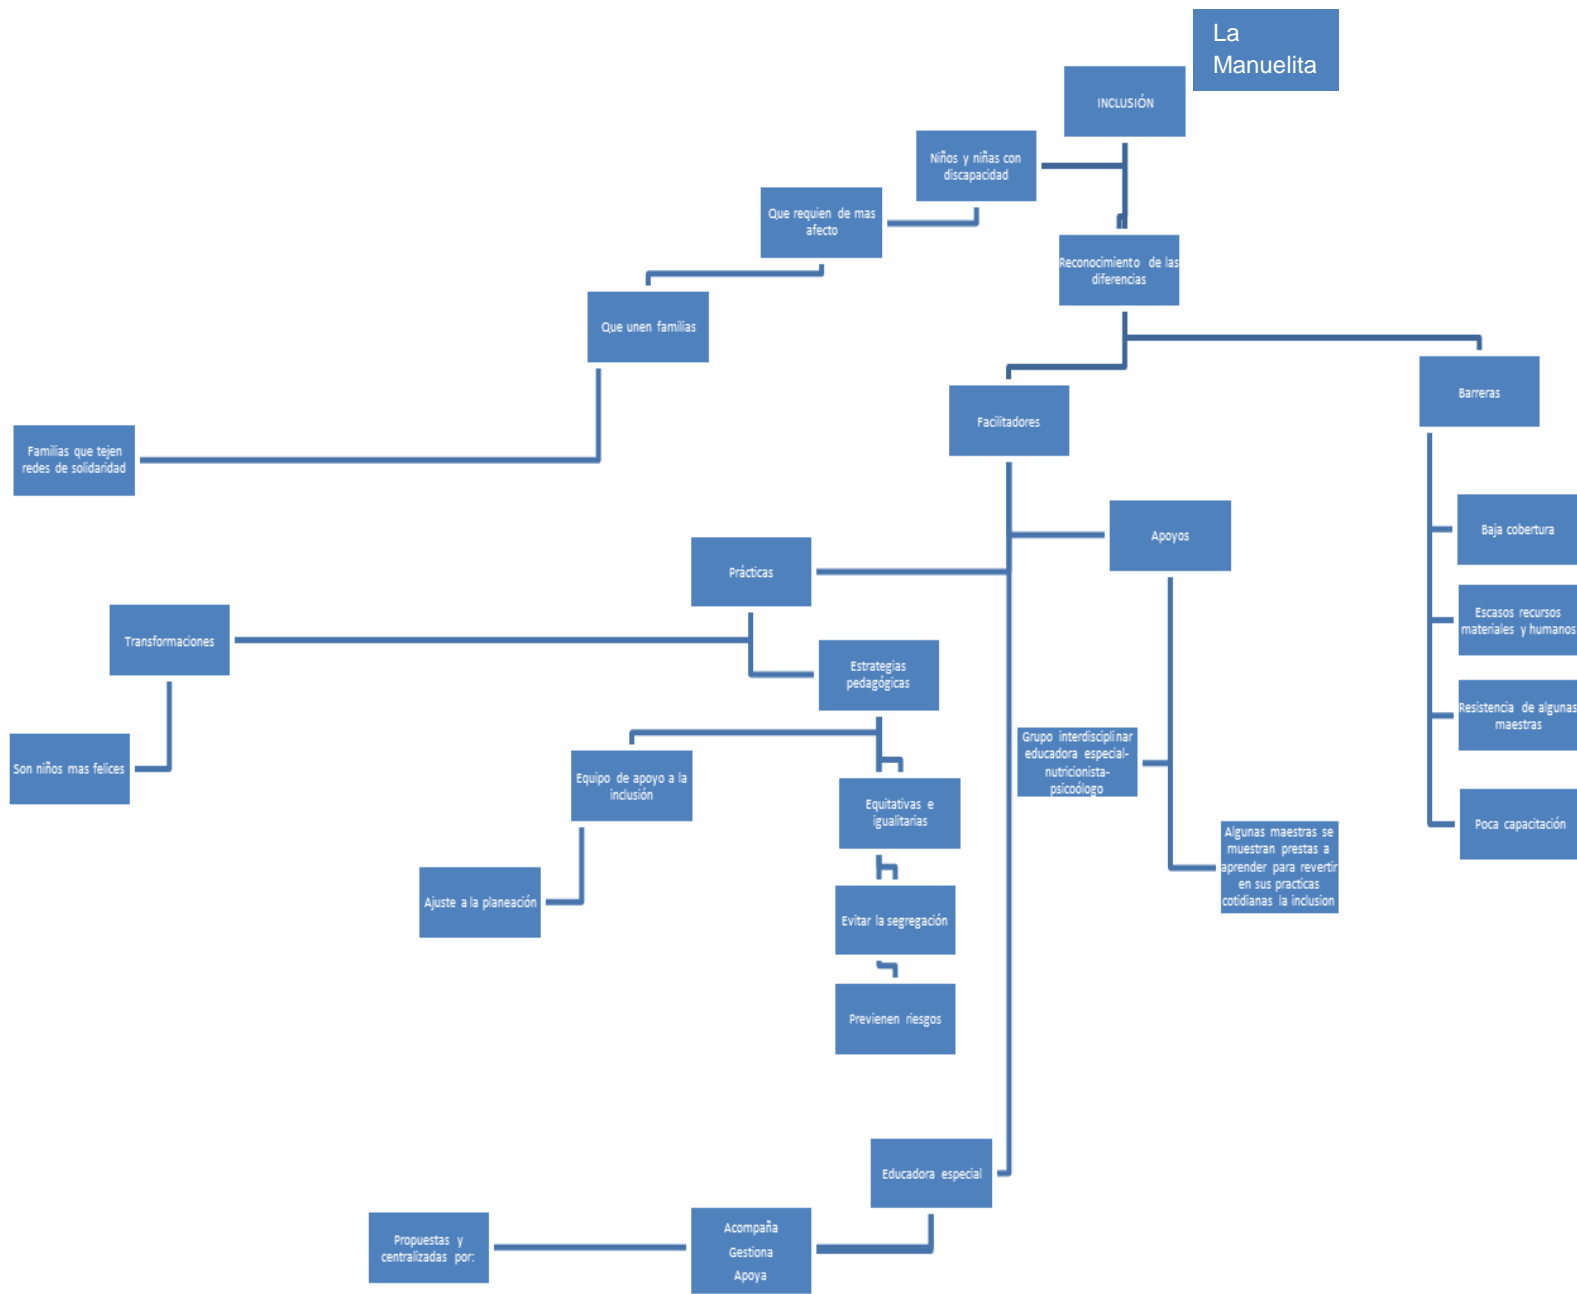 La
Manuelita
INCLUSIÓN
Niños y niñas con
discapacidad
Que requien de mas
afecto
Reconocimiento de las
diferencias
Que unen familias
Barreras
Facilitadores
Familias que tejen
redes de solidaridad
Apoyos
Baja cobertura
Prácticas
Transformaciones
Escasos recursos
materiales y humanos
Estrategias
pedagógicas
Resistencia de algunas
maestras
Son niños mas felices
Grupo interdisciplinar
educadora especial-
nutricionista-
psicoólogo
Equipo de apoyo a la
inclusión
Equitativas e
igualitarias
Poca capacitación
Algunas maestras se
muestran prestas a
aprender para revertir
en sus practicas
cotidianas la inclusion
Ajuste a la planeación
Evitar la segregación
Previenen riesgos
Educadora especial
Propuestas y
centralizadas por:
Acompaña
Gestiona
Apoya